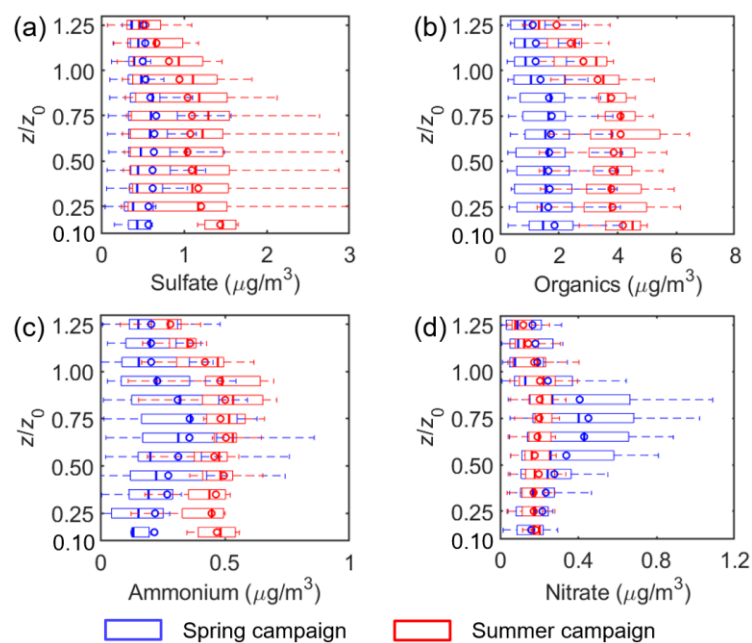 (a)
1.25
1.00
0.75
0.50
0.25
0.10
z/z0
0 1 2 3
Sulfate (μg/m³)
(b)
1.25
1.00
0.75
0.50
0.25
0.10
z/z0
0 2 4 6 8
Organics (μg/m³)
(c)
1.25
1.00
0.75
0.50
0.25
0.10
z/z0
0 0.5 1
Ammonium (μg/m³)
(d)
1.25
1.00
0.75
0.50
0.25
0.10
z/z0
0 0.4 0.8 1.2
Nitrate (μg/m³)
Spring campaign Summer campaign